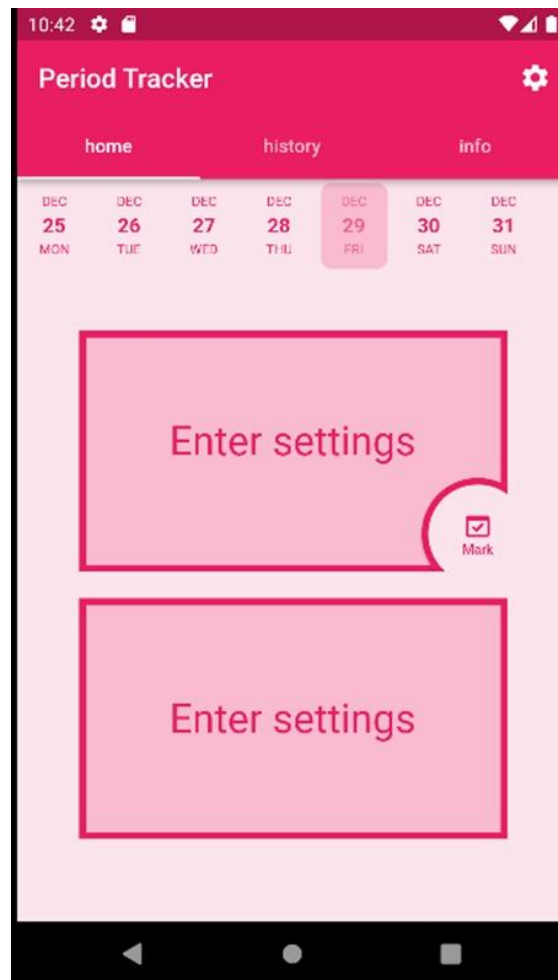 10:42
Period Tracker
home history info
DEC DEC DEC DEC DEC DEC DEC
25 26 27 28 29 30 31
MON TUE WED THU FRI SAT SUN
Enter settings
Mark
Enter settings